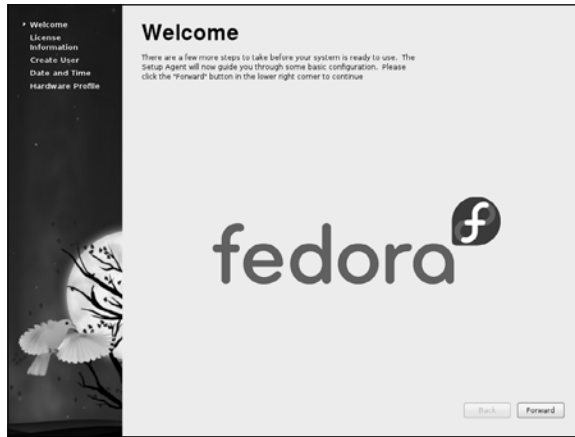 Welcome
License
Information
Create User
Date and Time
Hardware Profile
Welcome
There are a few more steps to take before your system is ready to use. The
Setup Agent will now guide you through some basic configuration. Please
click the "Forward" button in the lower right corner to continue
fedora
Back
Forward